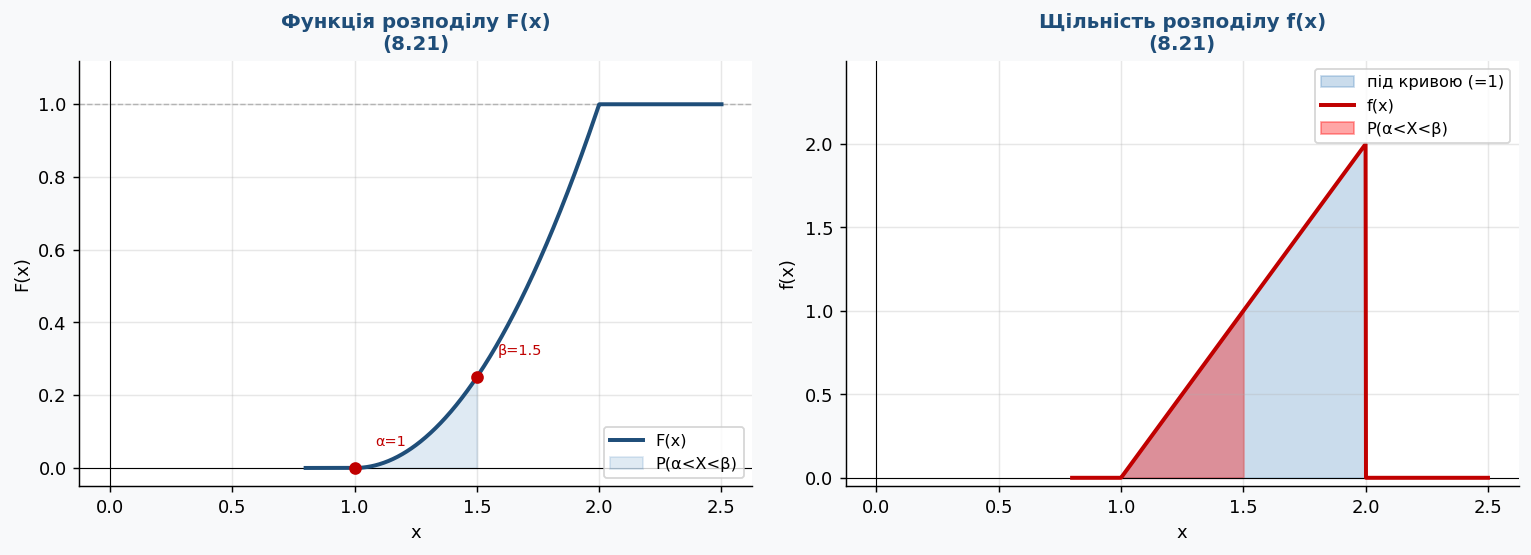 Функція розподілу F(x)
(8.21)
F(x)
1.0
0.8
0.6
0.4
0.2
0.0
β=1.5
α=1
F(x)
P(α<X<β)
0.0 0.5 1.0 1.5 2.0 2.5
x
Щільність розподілу f(x)
(8.21)
під кривою (=1)
f(x)
P(α<X<β)
f(x)
2.0
1.5
1.0
0.5
0.0
0.0 0.5 1.0 1.5 2.0 2.5
x